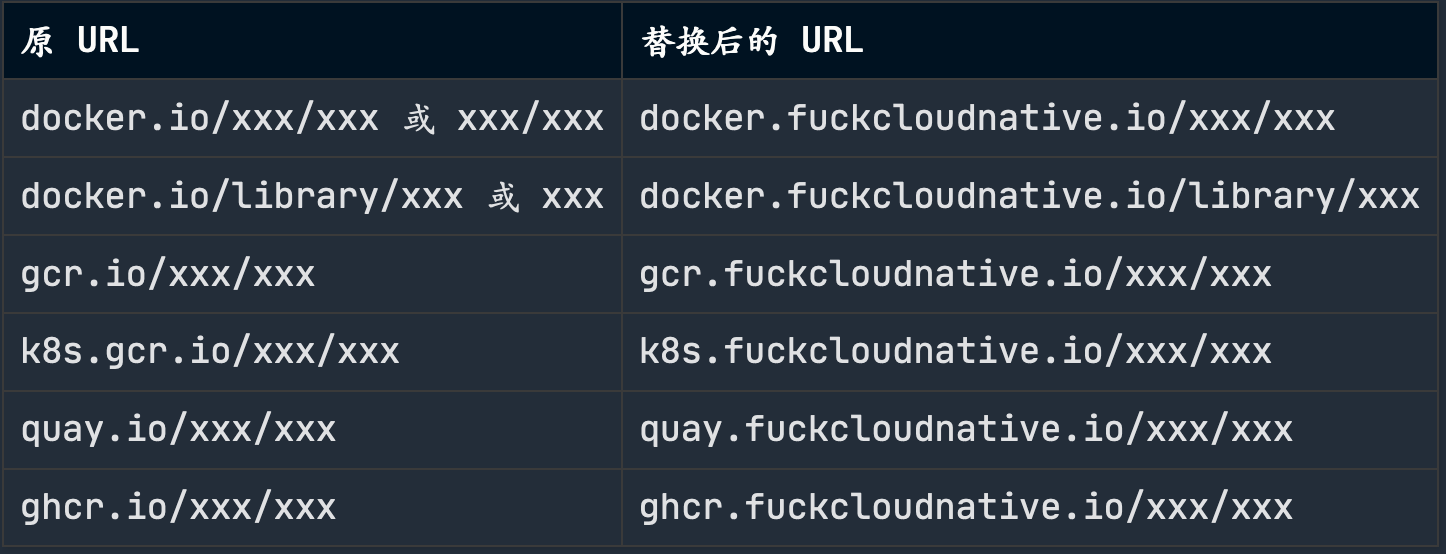 原 URL 替换后的 URL
docker.io/xxx/xxx 或 xxx/xxx docker.fuckcloudnative.io/xxx/xxx
docker.io/library/xxx 或 xxx docker.fuckcloudnative.io/library/xxx
gcr.io/xxx/xxx gcr.fuckcloudnative.io/xxx/xxx
k8s.gcr.io/xxx/xxx k8s.fuckcloudnative.io/xxx/xxx
quay.io/xxx/xxx quay.fuckcloudnative.io/xxx/xxx
ghcr.io/xxx/xxx ghcr.fuckcloudnative.io/xxx/xxx